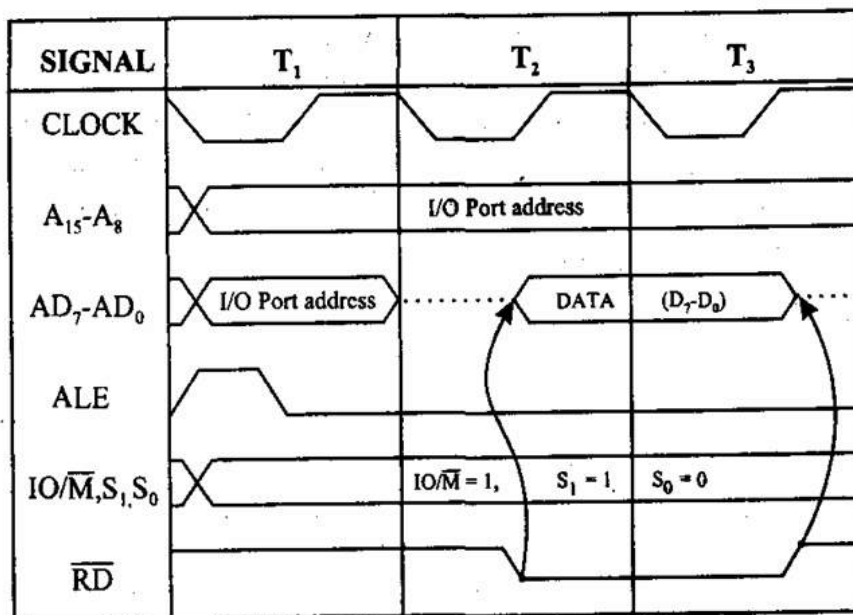 SIGNAL T₁ T₂ T₃
CLOCK
A₁₅-A₈ I/O Port address
AD₇-AD₀ I/O Port address DATA (D₇-D₀)
ALE
IO/M̅,S₁,S₀ IO/M̅ = 1, S₁ = 1 S₀ = 0
R̅D̅